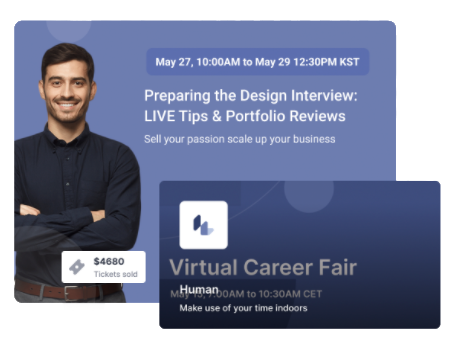 May 27, 10:00AM to May 29 12:30PM KST
Preparing the Design Interview:
LIVE Tips & Portfolio Reviews
Sell your passion scale up your business
$4680
Tickets sold
Virtual Career Fair
Human
May 15, 7:00AM to 10:30AM CET
Make use of your time indoors